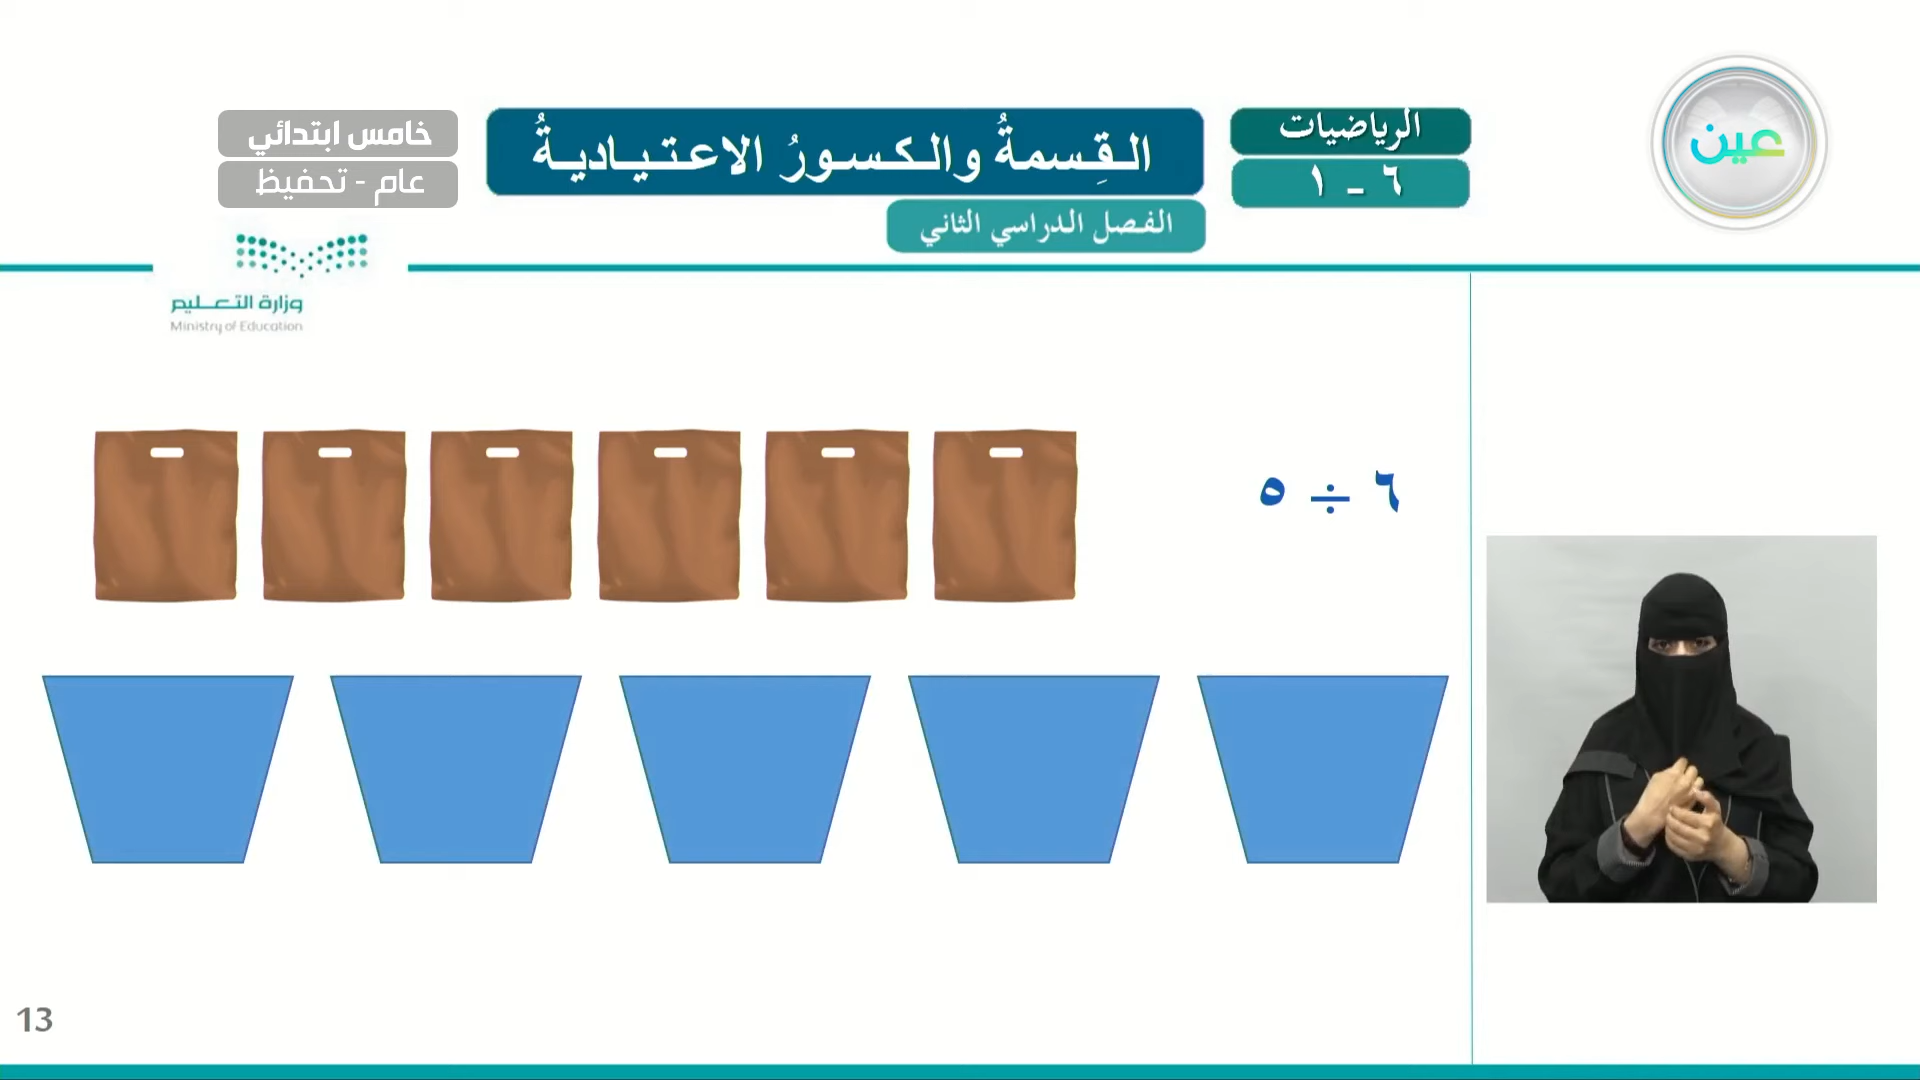 عين
الرياضيات
٦ - ١
القِسمةُ والكسورُ الاعتياديةُ
الفصل الدراسي الثاني
خامس ابتدائي
عام - تحفيظ
وزارة التعليم
Ministry of Education
٦ ÷ ٥
13